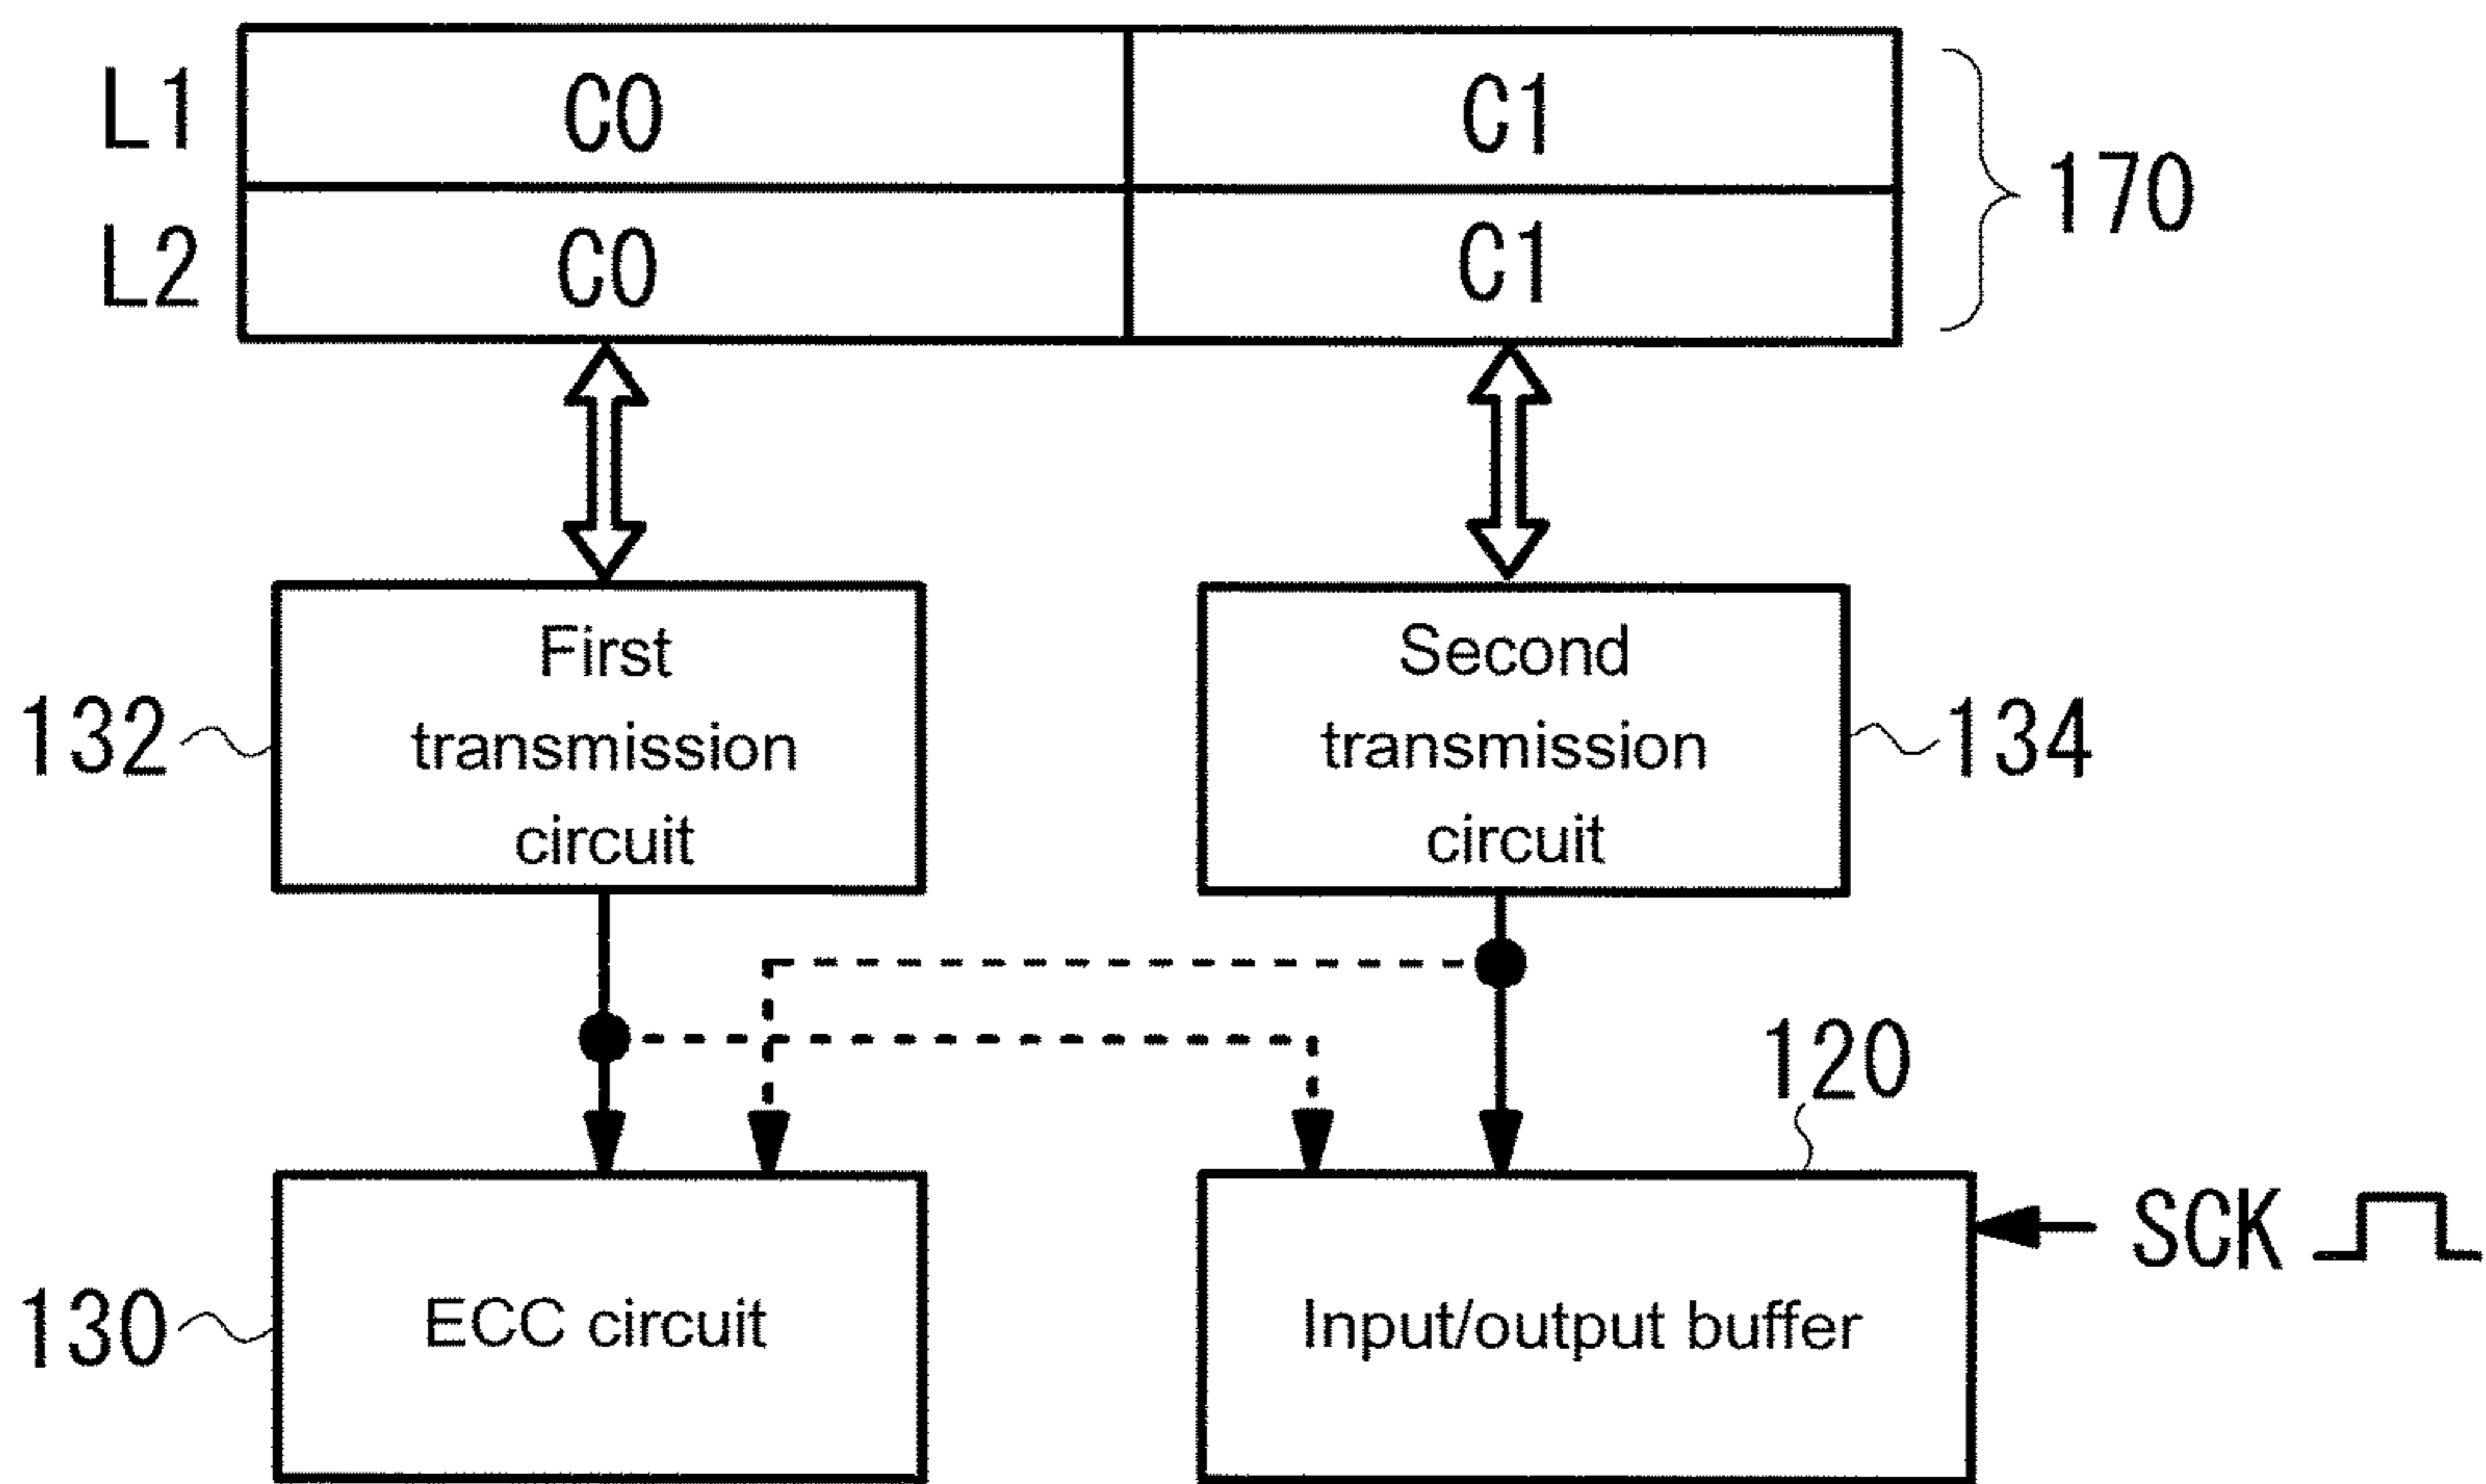 L1 C0 C1
170
L2 C0 C1
First
transmission
circuit
132
Second
transmission
circuit
134
120
SCK
130
ECC circuit
Input/output buffer